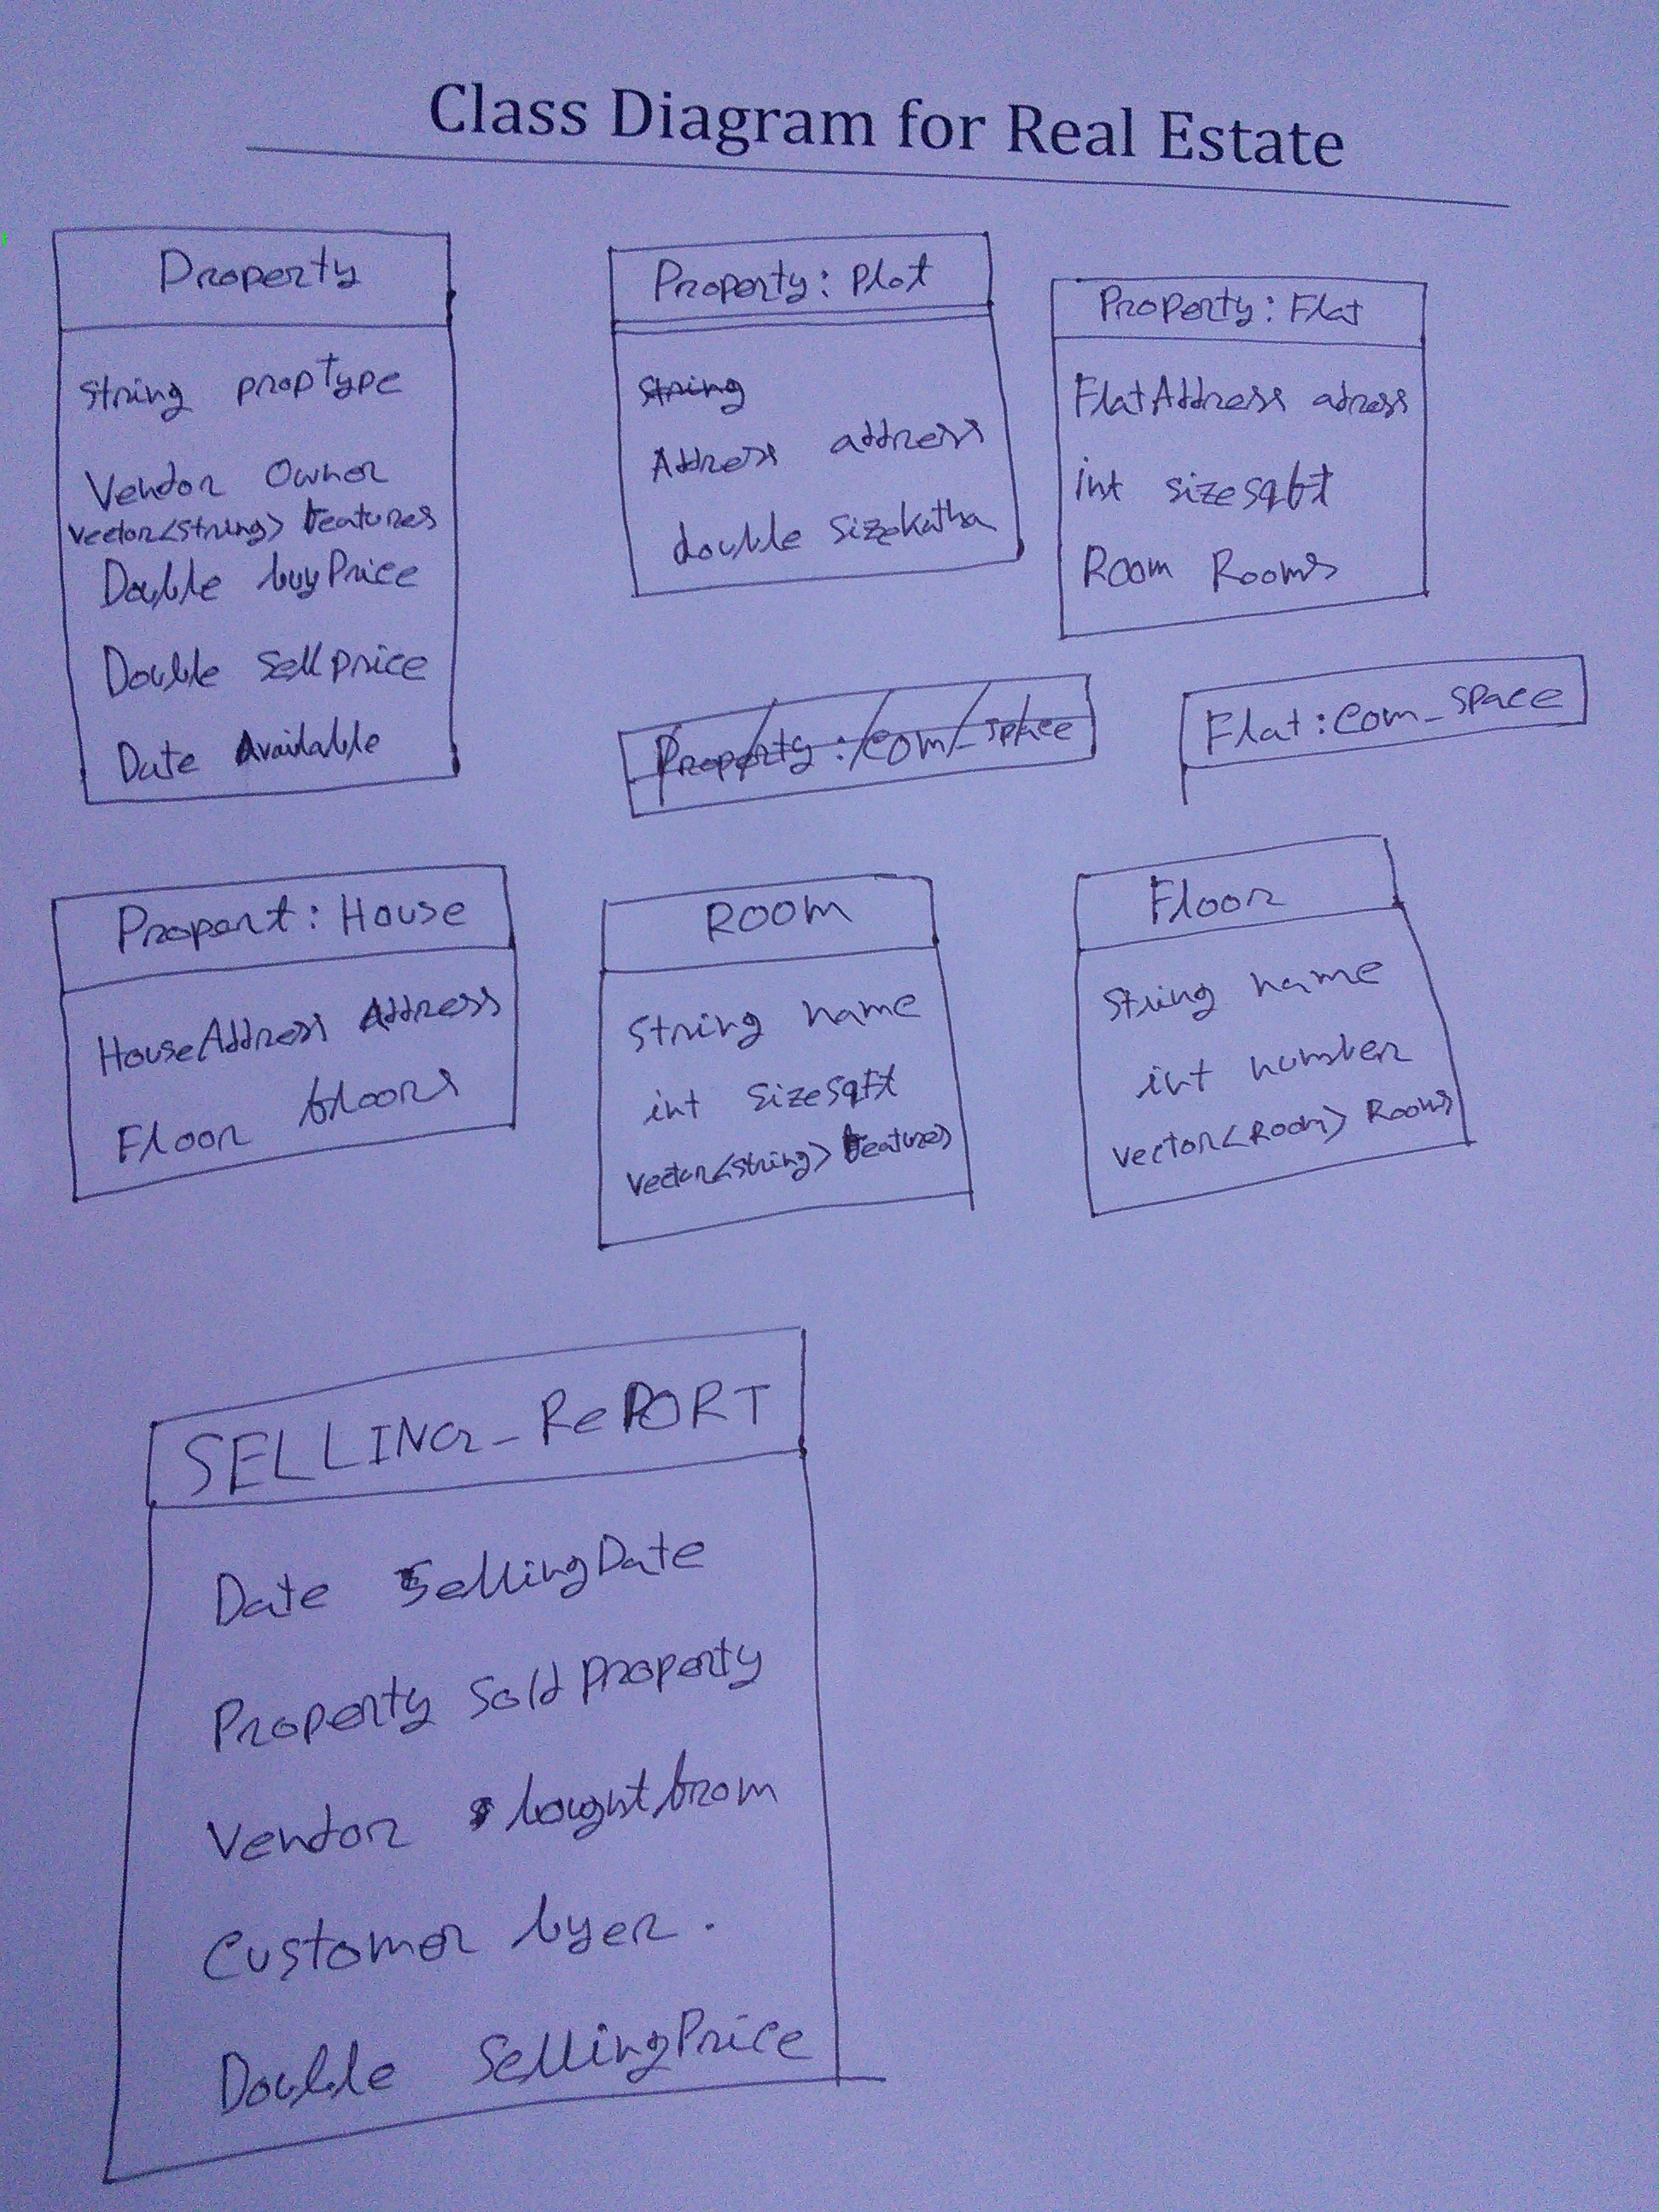 Class Diagram for Real Estate
Property
String propType
Vendor Owner
vector<string> features
Double buyPrice
Double sellprice
Date Available
Property: Plot
String
Address address
double sizekatha
Property: Flat
FlatAddress adress
int sizesqft
Room Rooms
Property: com_space
Flat: com_space
Propert: House
HouseAddress Address
Floor floors
ROOM
String name
int sizesqft
vector<string> features
Floor
String name
int number
vector<Room> Rooms
SELLING_RePORT
Date SellingDate
Property Sold Property
Vendor boughtfrom
Customer byer.
Double SellingPrice